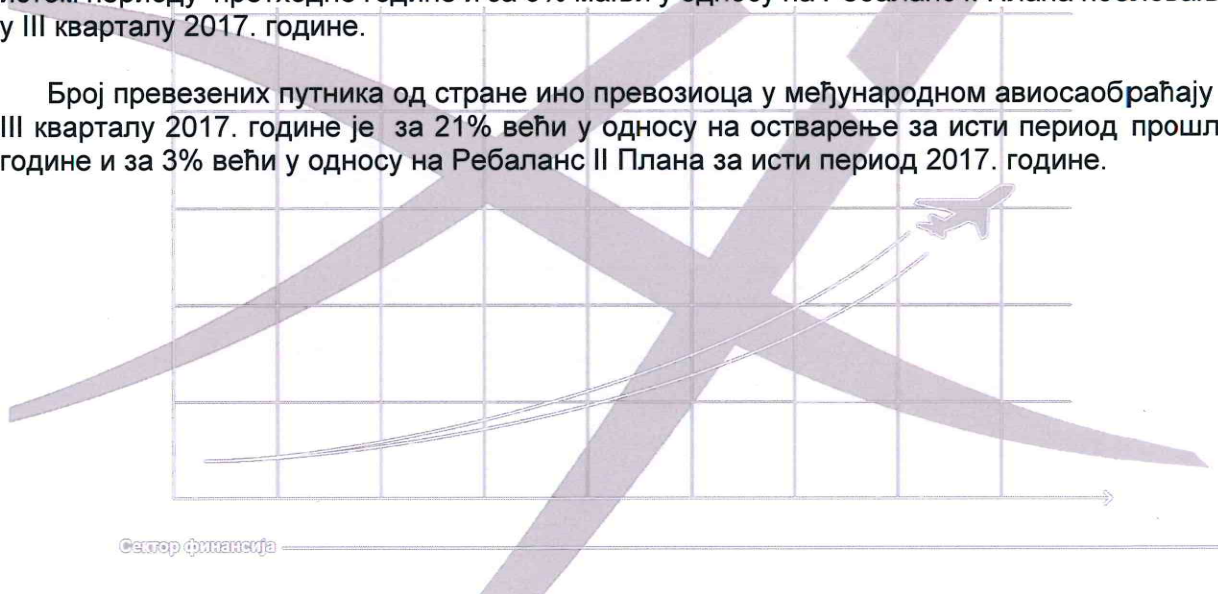 у III кварталу 2017. године.
Број превезених путника од стране ино превозиоца у међународном авиосаобраћају
III кварталу 2017. године је за 21% већи у односу на остварење за исти период прошл
године и за 3% већи у односу на Ребаланс II Плана за исти период 2017. године.
Сектор финансија